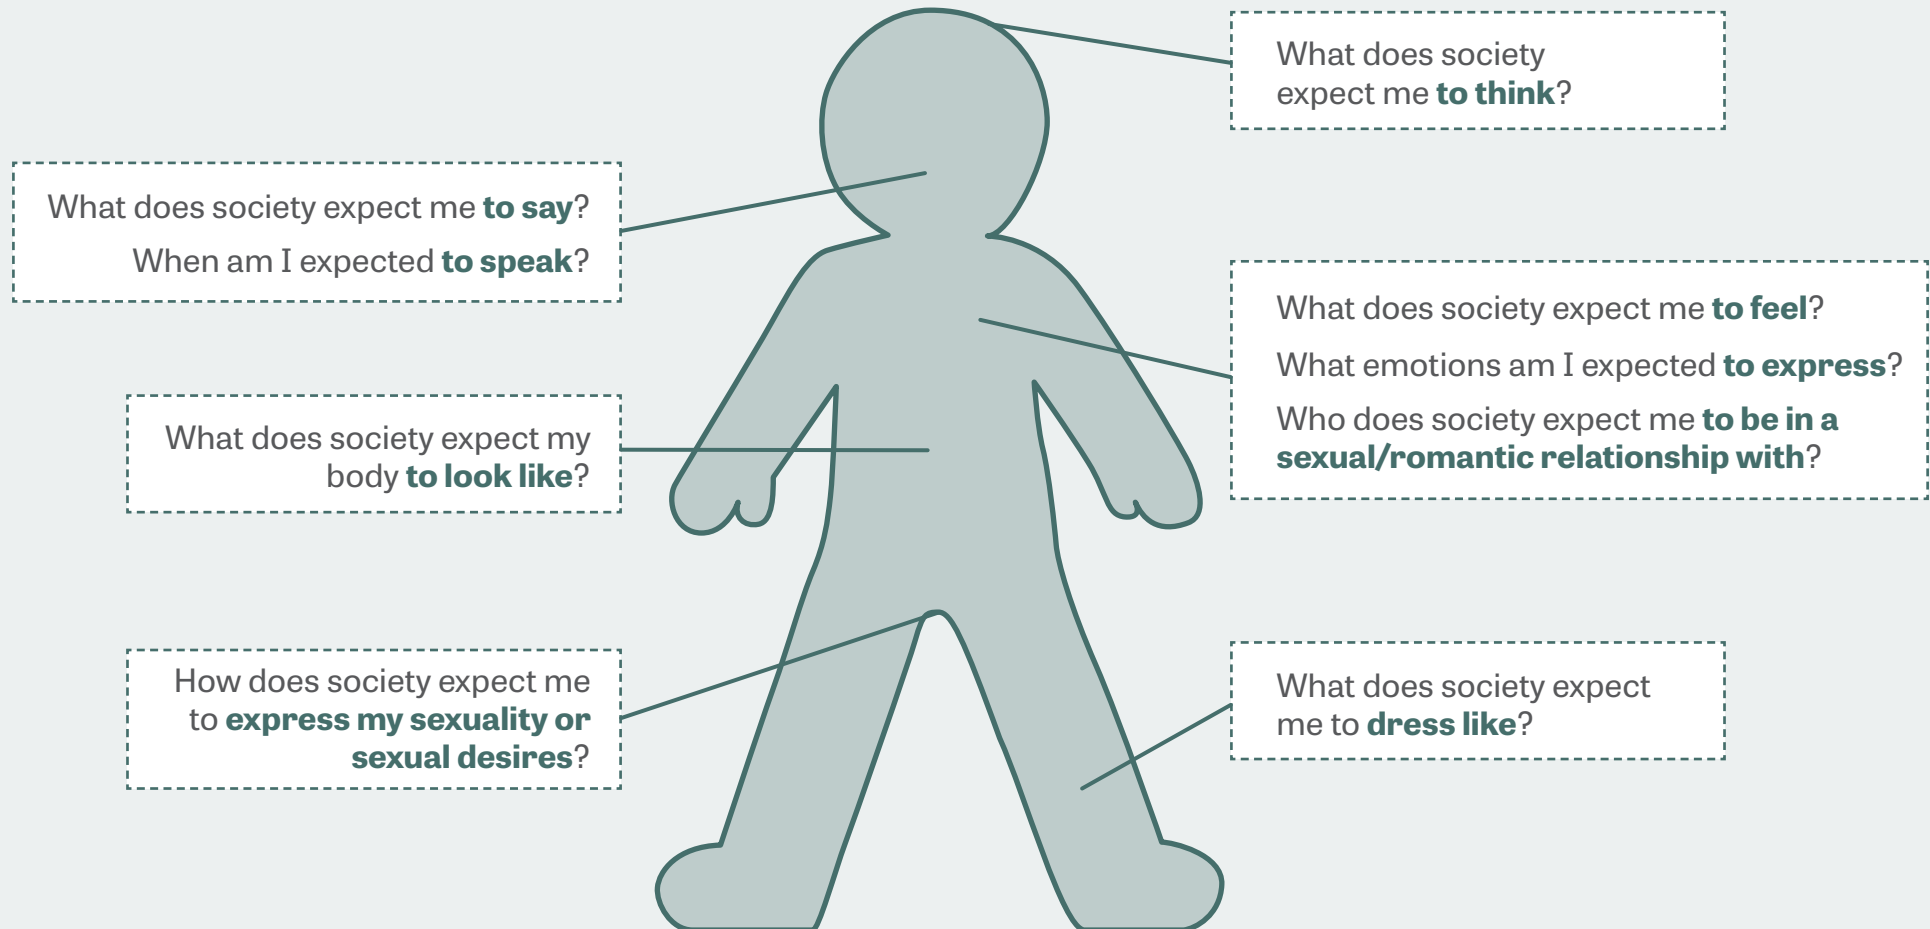 What does society
expect me to think?
What does society expect me to say?
When am I expected to speak?
What does society expect me to feel?
What emotions am I expected to express?
Who does society expect me to be in a
sexual/romantic relationship with?
What does society expect my
body to look like?
How does society expect me
to express my sexuality or
sexual desires?
What does society expect
me to dress like?